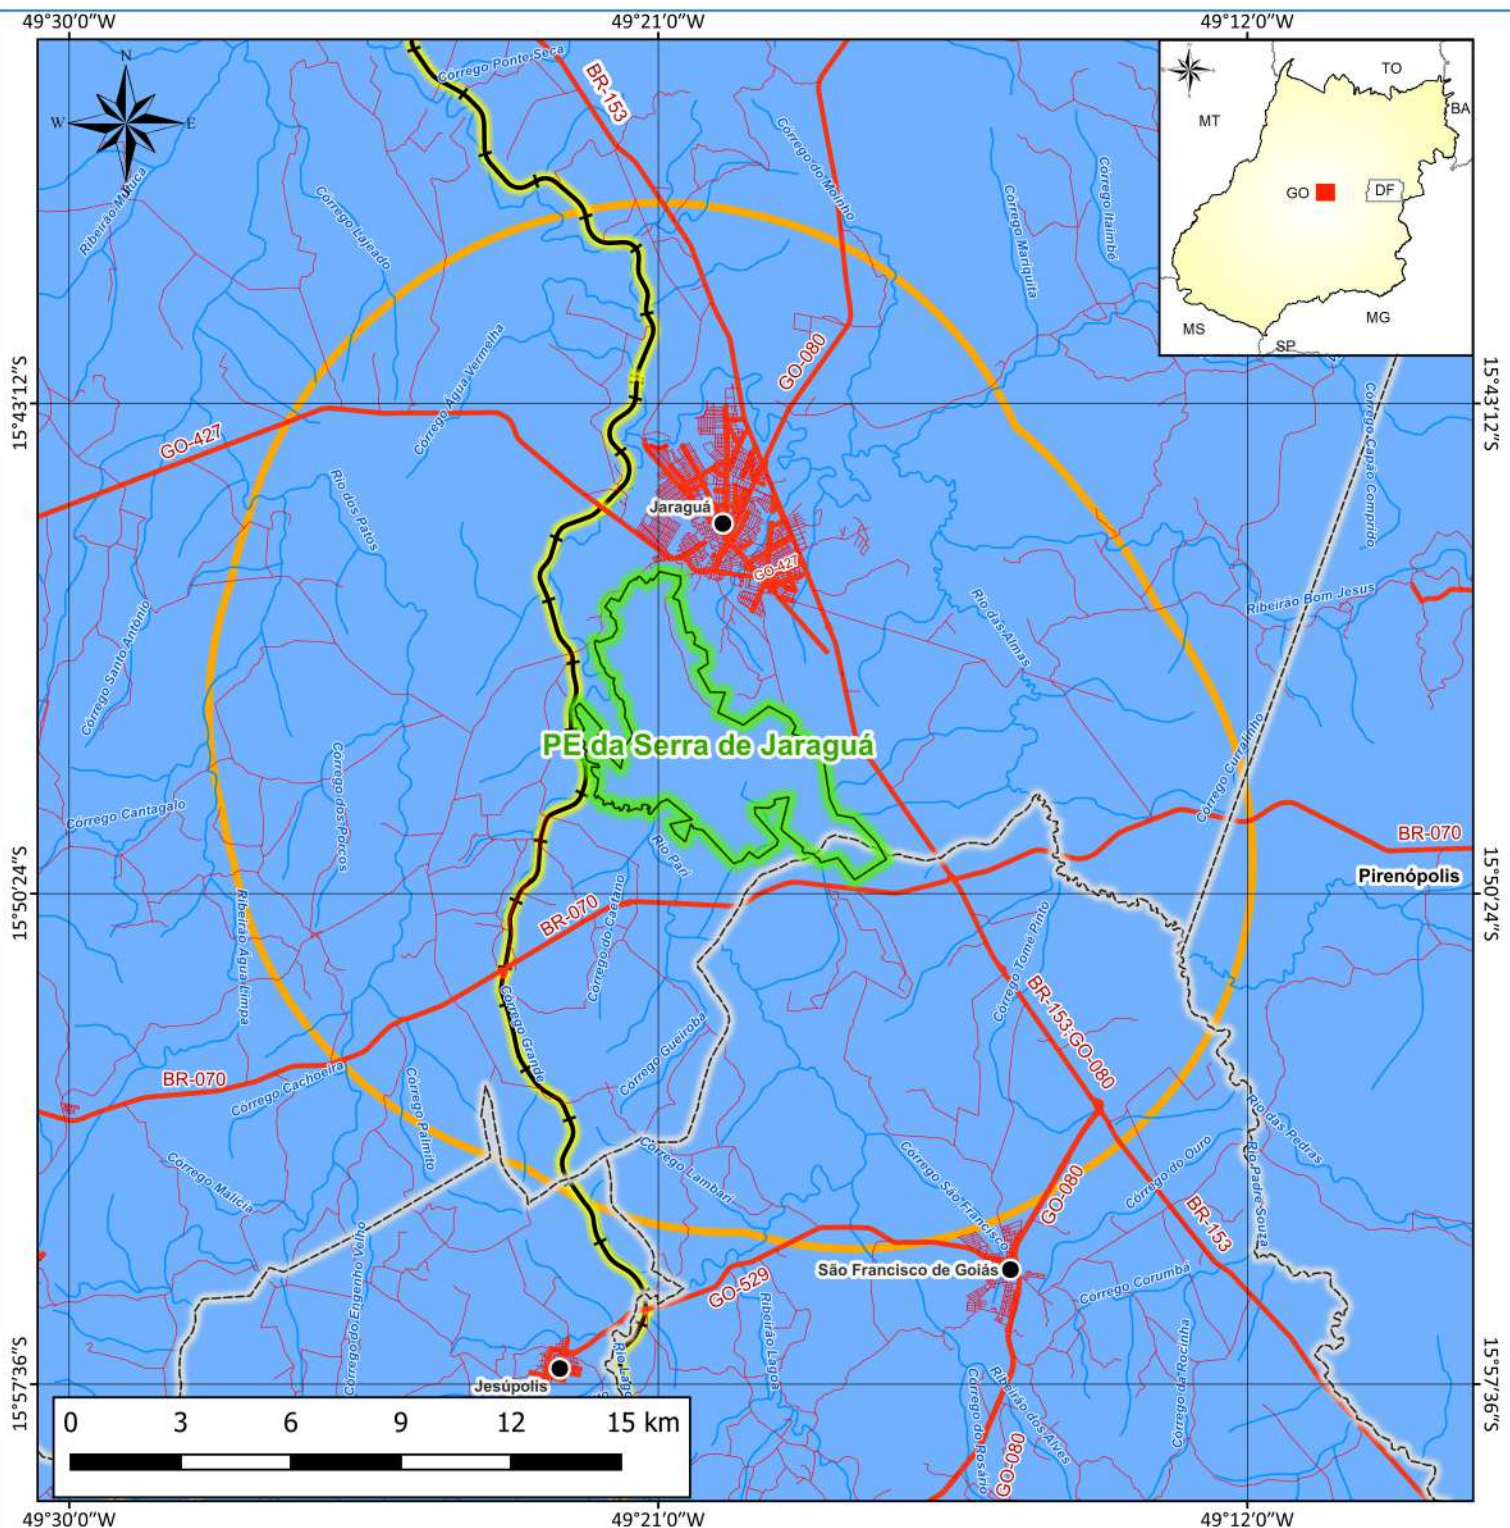 49°30'0"W
49°21'0"W
49°12'0"W
N
W
E
Córrego Ponte Seca
BR-153
Córrego do Moinho
TO
MT
BA
GO
DF
MS
MG
SP
Ribeirão Mutuca
Córrego Lajeado
Córrego Mariquita
Córrego Itaimbé
Córrego Água Vermelha
GO-080
15°43'12"S
15°43'12"S
GO-427
Córrego Capão Comprido
Rio dos Patos
Jaraguá
GO-427
Ribeirão Bom Jesus
Rio das Almas
Córrego Santo Antônio
PE da Serra de Jaraguá
Córrego Curralinho
Córrego Cantagalo
Córrego dos Porcos
Rio Pari
BR-070
Pirenópolis
15°50'24"S
15°50'24"S
BR-070
Ribeirão Água Limpa
Córrego do Caetano
Córrego Tomé Pinto
Córrego Grande
Córrego Gueiroba
BR-153;GO-080
BR-070
Córrego Cachoeira
Córrego Palmito
Rio das Pedras
Córrego Malícia
Córrego Lambari
Córrego São Francisco
GO-080
Córrego do Ouro
Rio Padre Souza
BR-153
Córrego do Engenho Velho
São Francisco de Goiás
GO-529
Córrego Corumbá
Ribeirão Lagoa
Córrego da Rocinha
Jesúpolis
Rio Lago
Córrego do Rosário
Ribeirão dos Alves
GO-080
15°57'36"S
15°57'36"S
0 3 6 9 12 15 km
49°30'0"W
49°21'0"W
49°12'0"W